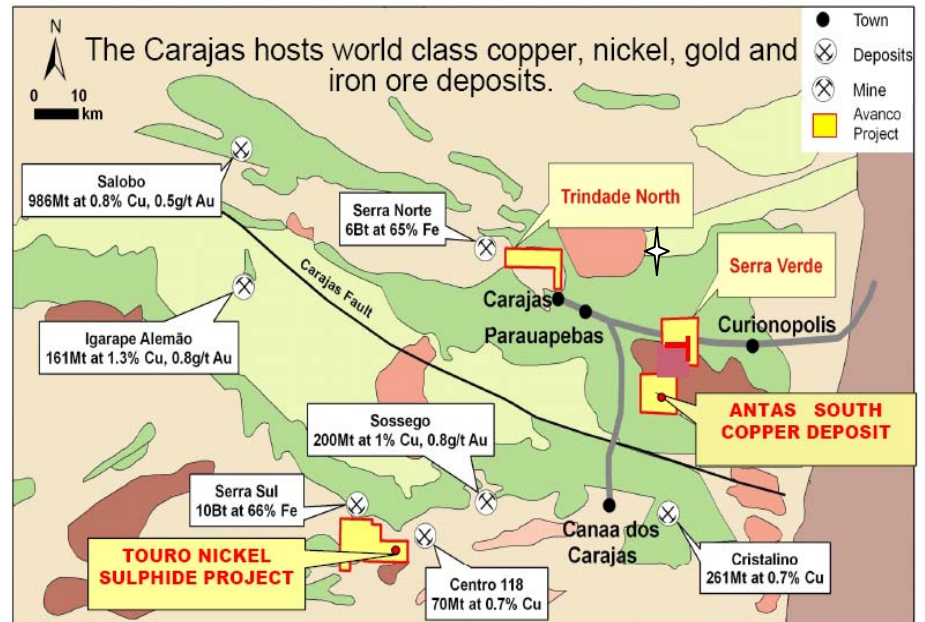 The Carajas hosts world class copper, nickel, gold and
iron ore deposits.
N
0 10
km
Town
Deposits
Mine
Avanco
Project
Salobo
986Mt at 0.8% Cu, 0.5g/t Au
Serra Norte
6Bt at 65% Fe
Trindade North
Serra Verde
Carajas Fault
Carajas
Parauapebas
Curionopolis
Igarape Alemão
161Mt at 1.3% Cu, 0.8g/t Au
Sossego
200Mt at 1% Cu, 0.8g/t Au
ANTAS SOUTH
COPPER DEPOSIT
Serra Sul
10Bt at 66% Fe
Canaa dos
Carajas
TOURO NICKEL
SULPHIDE PROJECT
Centro 118
70Mt at 0.7% Cu
Cristalino
261Mt at 0.7% Cu